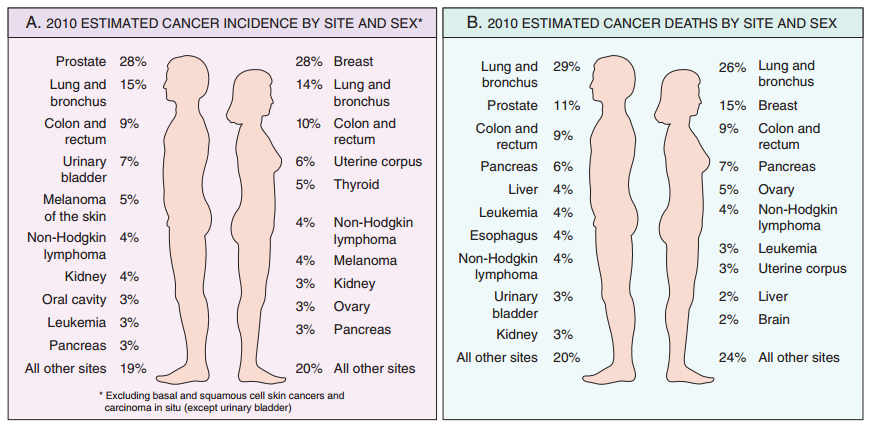 A. 2010 ESTIMATED CANCER INCIDENCE BY SITE AND SEX*
Prostate 28%
Lung and 15%
bronchus
Colon and 9%
rectum
Urinary 7%
bladder
Melanoma 5%
of the skin
Non-Hodgkin 4%
lymphoma
Kidney 4%
Oral cavity 3%
Leukemia 3%
Pancreas 3%
All other sites 19%
28% Breast
14% Lung and
bronchus
10% Colon and
rectum
6% Uterine corpus
5% Thyroid
4% Non-Hodgkin
lymphoma
4% Melanoma
3% Kidney
3% Ovary
3% Pancreas
20% All other sites
* Excluding basal and squamous cell skin cancers and
carcinoma in situ (except urinary bladder)
B. 2010 ESTIMATED CANCER DEATHS BY SITE AND SEX
Lung and 29%
bronchus
Prostate 11%
Colon and 9%
rectum
Pancreas 6%
Liver 4%
Leukemia 4%
Esophagus 4%
Non-Hodgkin 4%
lymphoma
Urinary 3%
bladder
Kidney 3%
All other sites 20%
26% Lung and
bronchus
15% Breast
9% Colon and
rectum
7% Pancreas
5% Ovary
4% Non-Hodgkin
lymphoma
3% Leukemia
3% Uterine corpus
2% Liver
2% Brain
24% All other sites